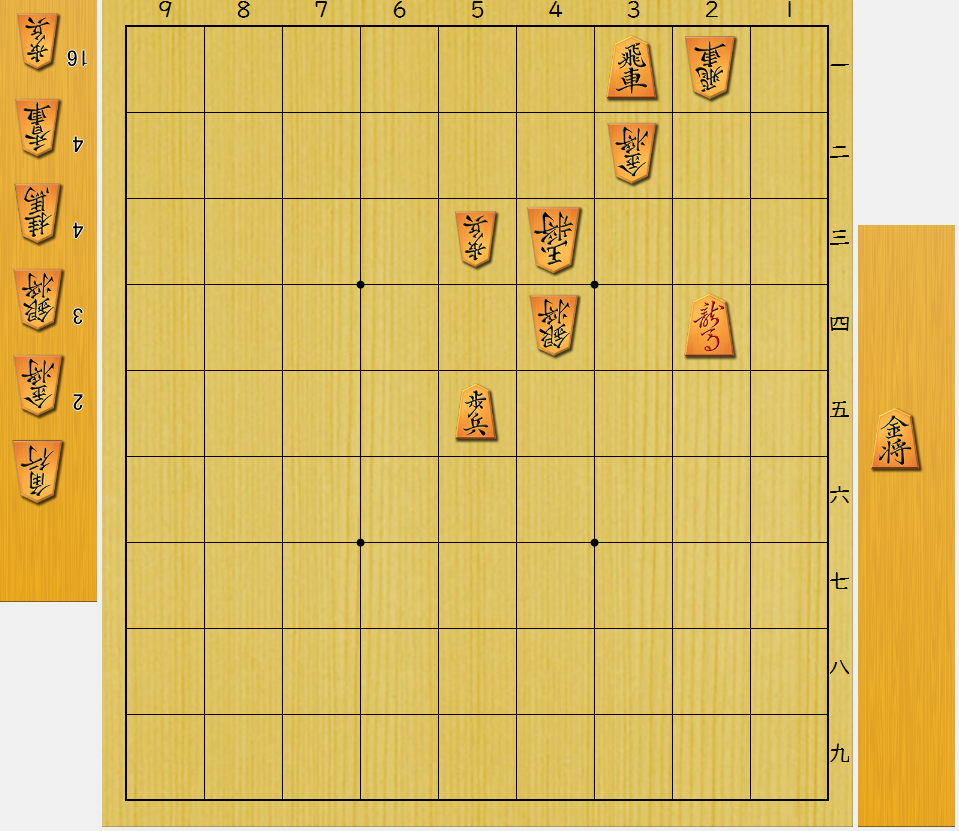 9 8 7 6 5 4 3 2 1
歩兵 16
香車 4
桂馬 4
銀将 3
金将 2
角行
飛車 飛車 一
金将 二
歩兵 玉将 三
銀将 龍馬 四
歩兵 五
六
七
八
九
金将